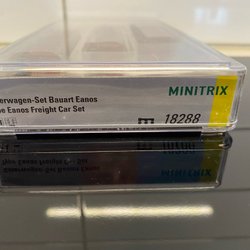 erwagen-Set Bauart Eanos
e Eanos Freight Car Set
MINITRIX
18288